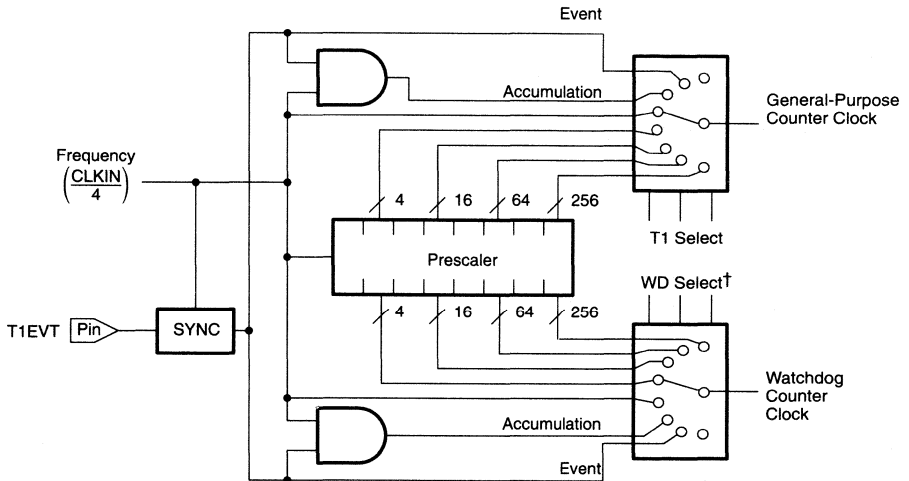 Event
Accumulation
General-Purpose
Counter Clock
Frequency
(CLKIN/4)
/4 /16 /64 /256
T1 Select
Prescaler
WD Select†
/4 /16 /64 /256
T1EVT Pin SYNC
Watchdog
Counter
Clock
Accumulation
Event